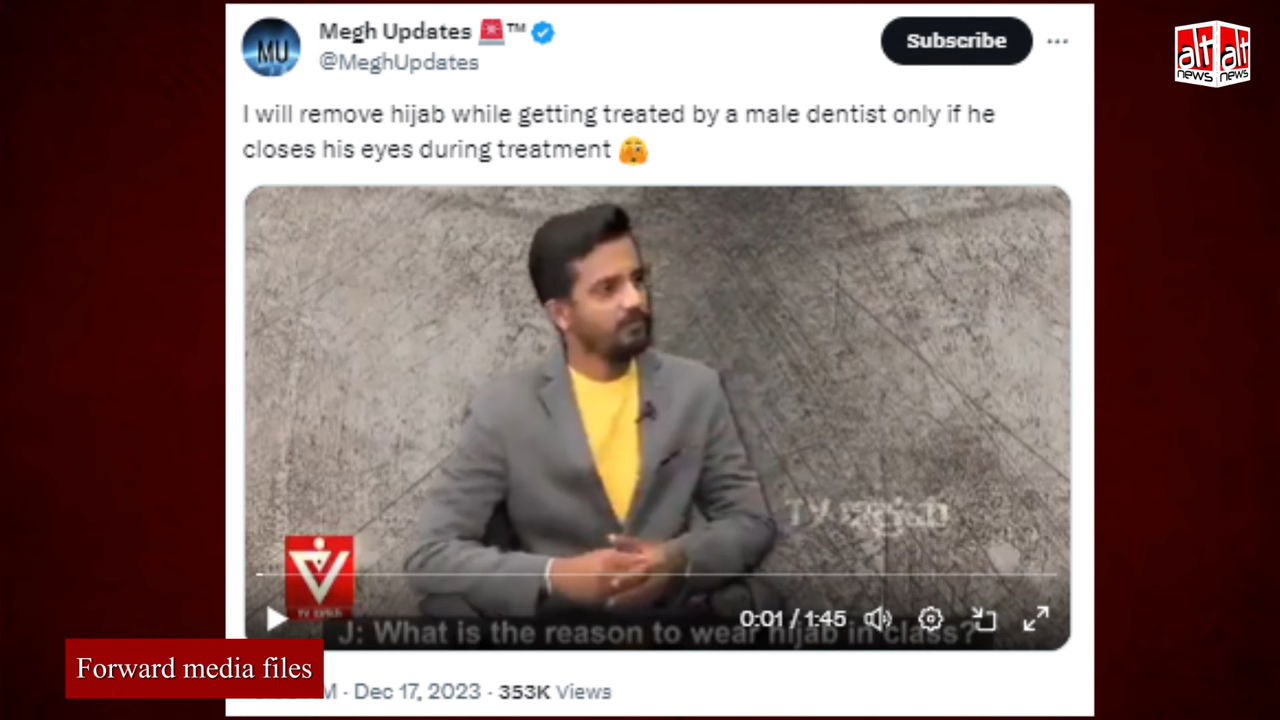 Megh Updates 🚨™
@MeghUpdates
Subscribe
I will remove hijab while getting treated by a male dentist only if he
closes his eyes during treatment 🫣
J: What is the reason to wear hijab in class?
0:01 / 1:45
M · Dec 17, 2023 · 353K Views
Forward media files
MU
alt news
alt news
TV